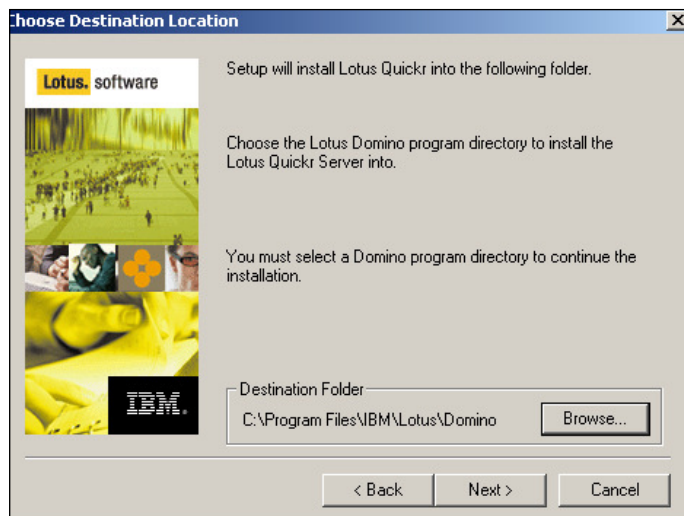 Choose Destination Location
Lotus. software
Setup will install Lotus Quickr into the following folder.
Choose the Lotus Domino program directory to install the
Lotus Quickr Server into.
You must select a Domino program directory to continue the
installation.
IBM.
Destination Folder
C:\Program Files\IBM\Lotus\Domino
Browse...
< Back
Next >
Cancel